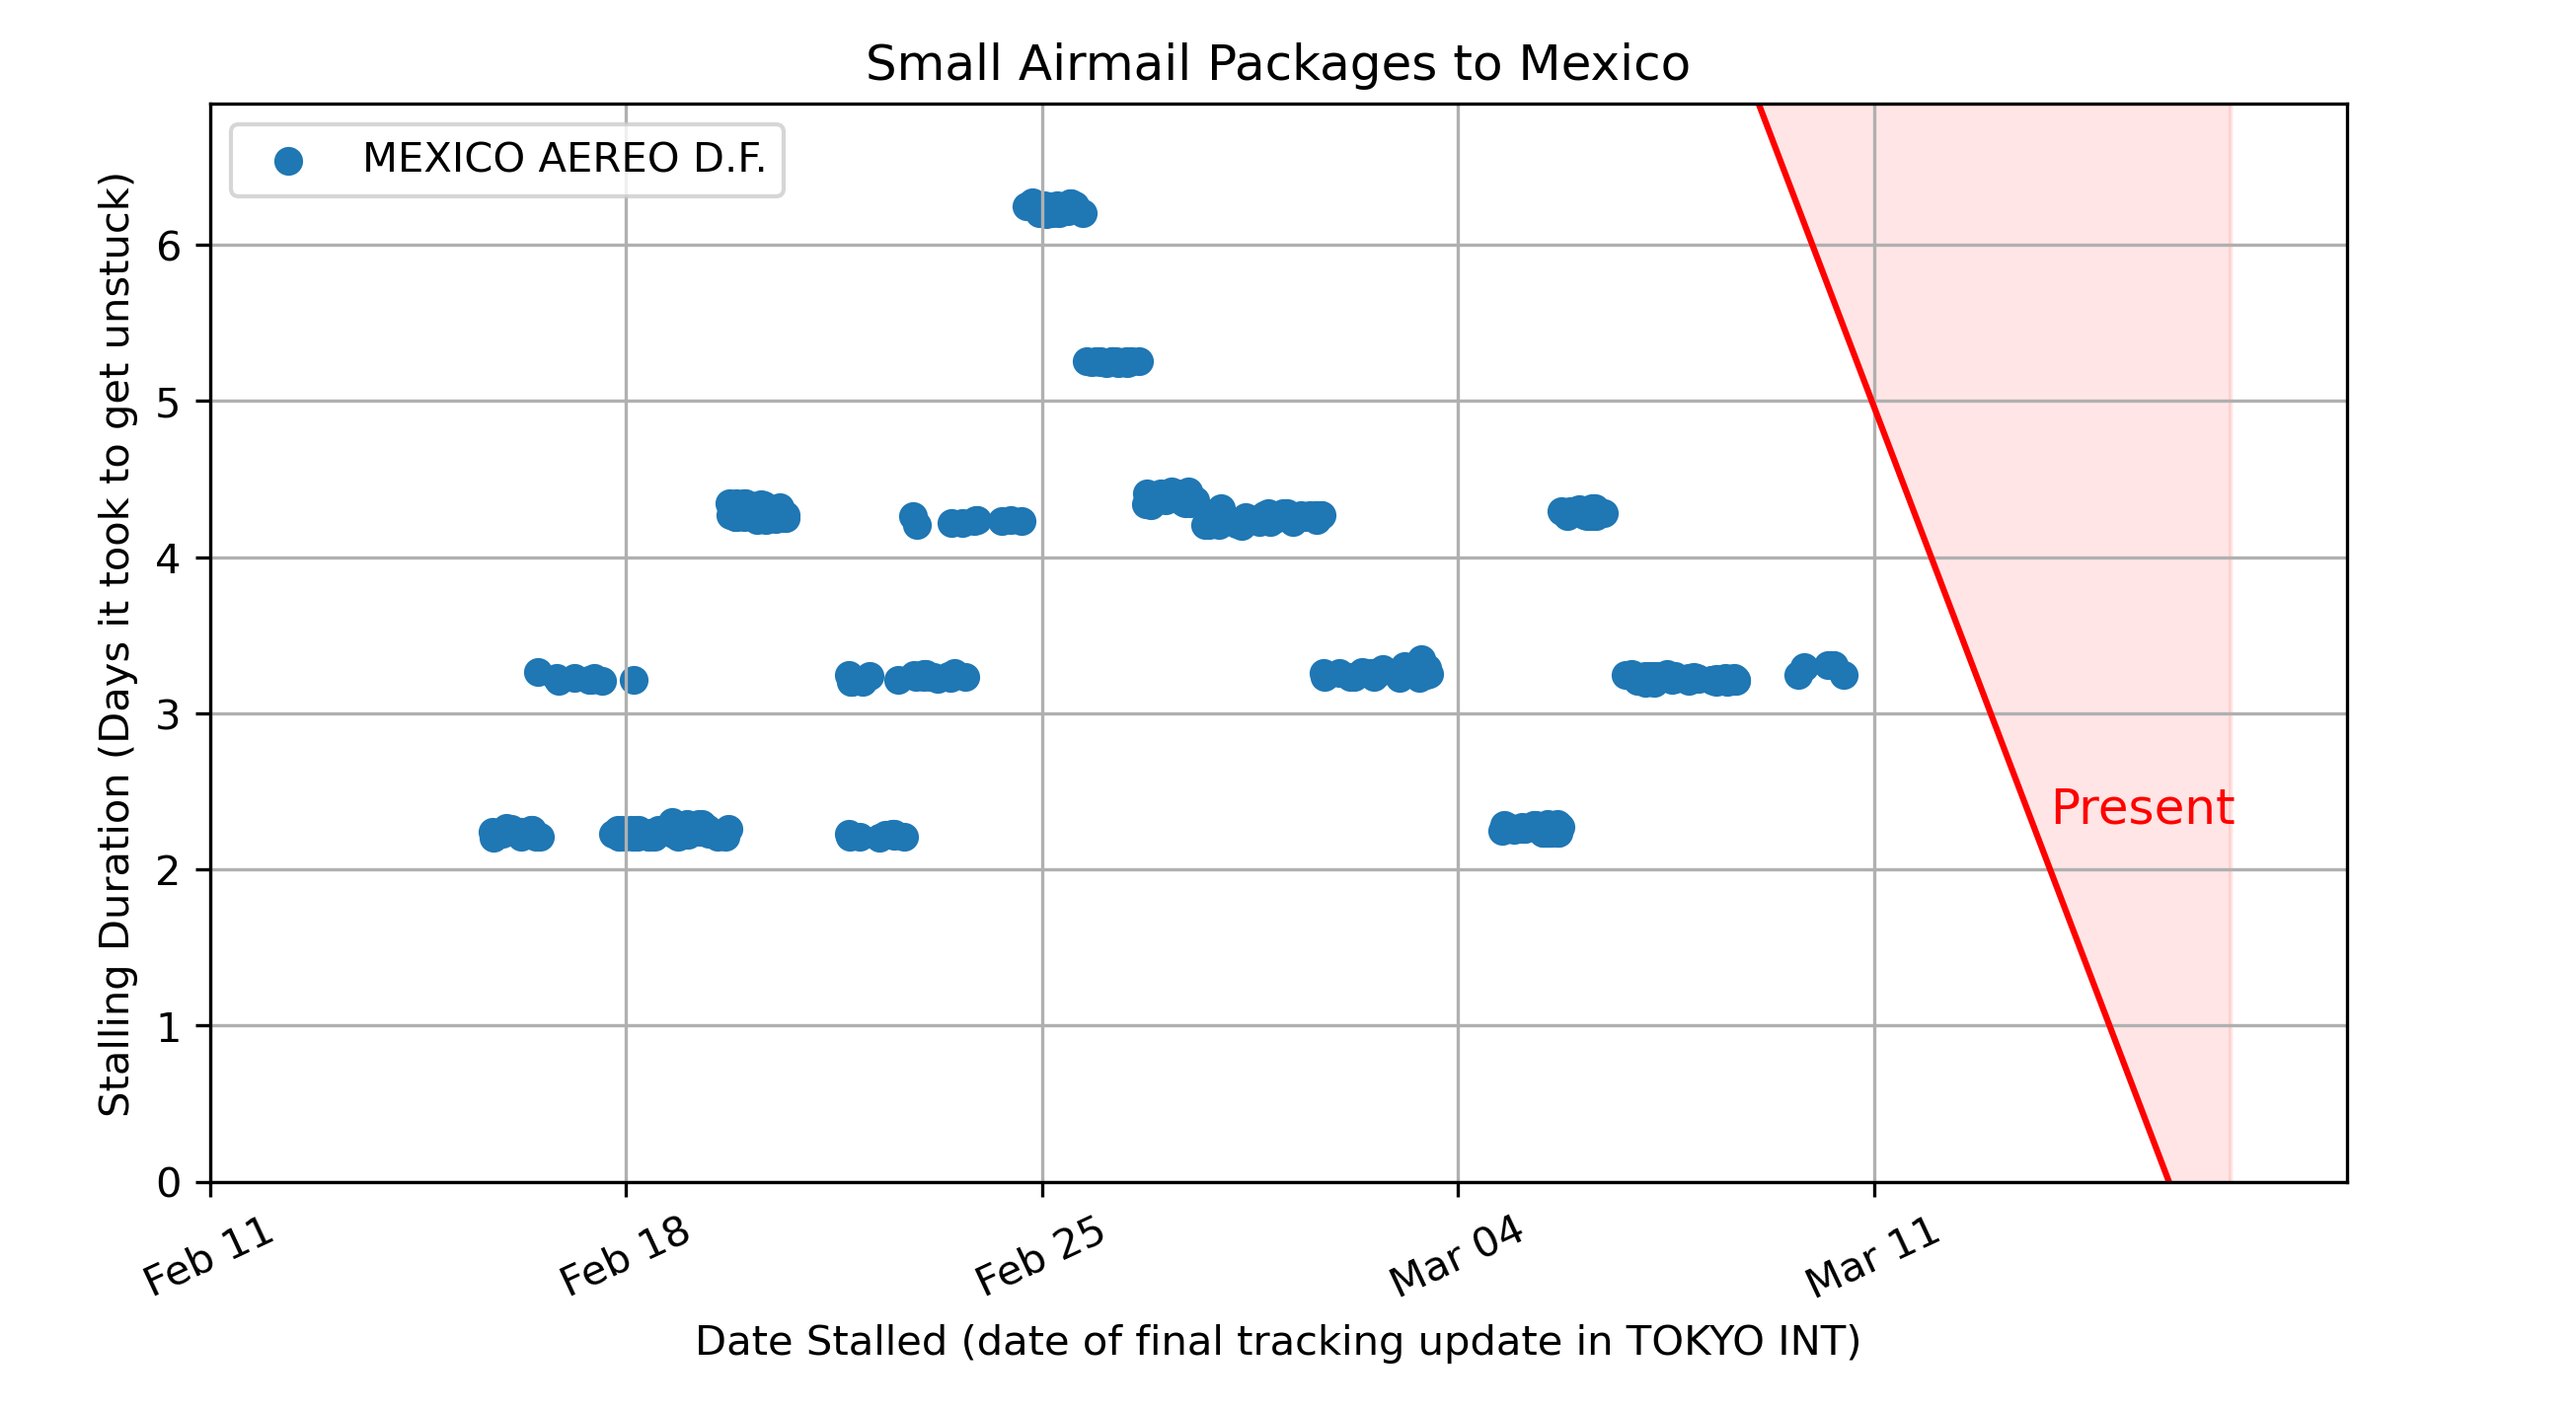 Small Airmail Packages to Mexico
MEXICO AEREO D.F.
Stalling Duration (Days it took to get unstuck)
6
5
4
3
2
1
0
Present
Feb 11
Feb 18
Feb 25
Mar 04
Mar 11
Date Stalled (date of final tracking update in TOKYO INT)